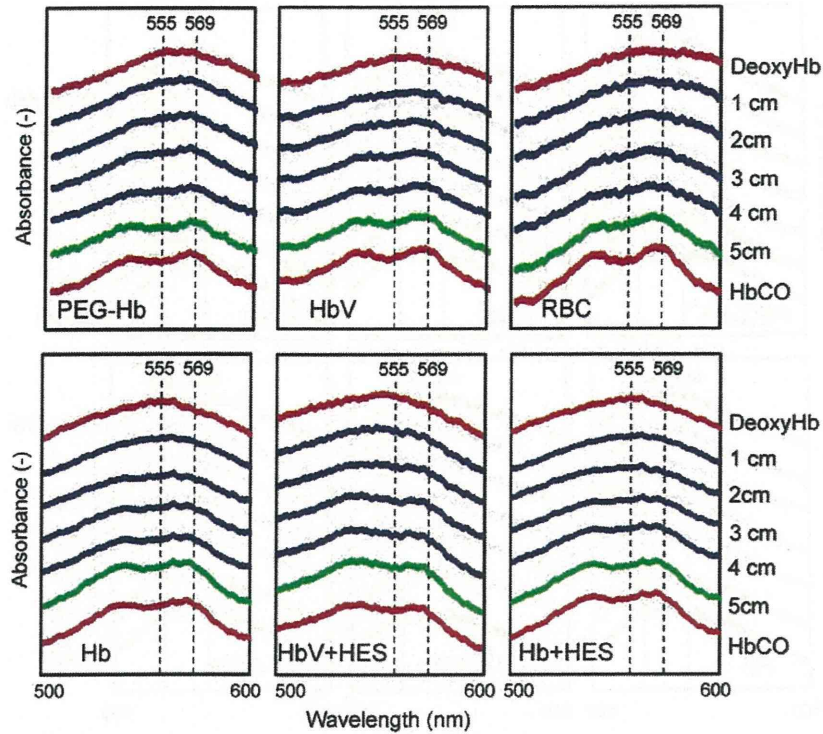 555 569 555 569 555 569
DeoxyHb
1 cm
2cm
3 cm
4 cm
5cm
HbCO
PEG-Hb HbV RBC
Absorbance (-)
555 569 555 569 555 569
DeoxyHb
1 cm
2cm
3 cm
4 cm
5cm
HbCO
Hb HbV+HES Hb+HES
Absorbance (-)
500 600 500 600 500 600
Wavelength (nm)